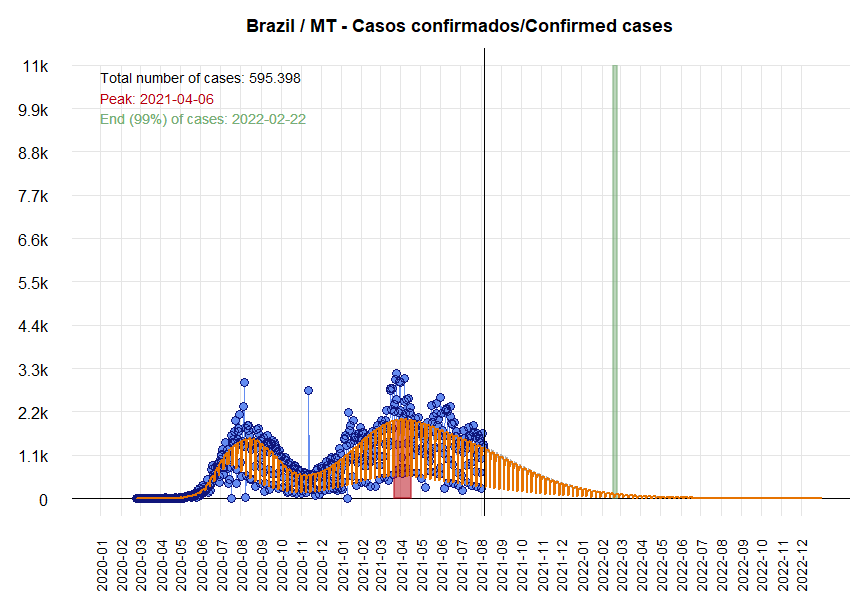 Brazil / MT - Casos confirmados/Confirmed cases
11k
Total number of cases: 595.398
Peak: 2021-04-06
End (99%) of cases: 2022-02-22
9.9k
8.8k
7.7k
6.6k
5.5k
4.4k
3.3k
2.2k
1.1k
0
2020-01
2020-02
2020-03
2020-04
2020-05
2020-06
2020-07
2020-08
2020-09
2020-10
2020-11
2020-12
2021-01
2021-02
2021-03
2021-04
2021-05
2021-06
2021-07
2021-08
2021-09
2021-10
2021-11
2021-12
2022-01
2022-02
2022-03
2022-04
2022-05
2022-06
2022-07
2022-08
2022-09
2022-10
2022-11
2022-12